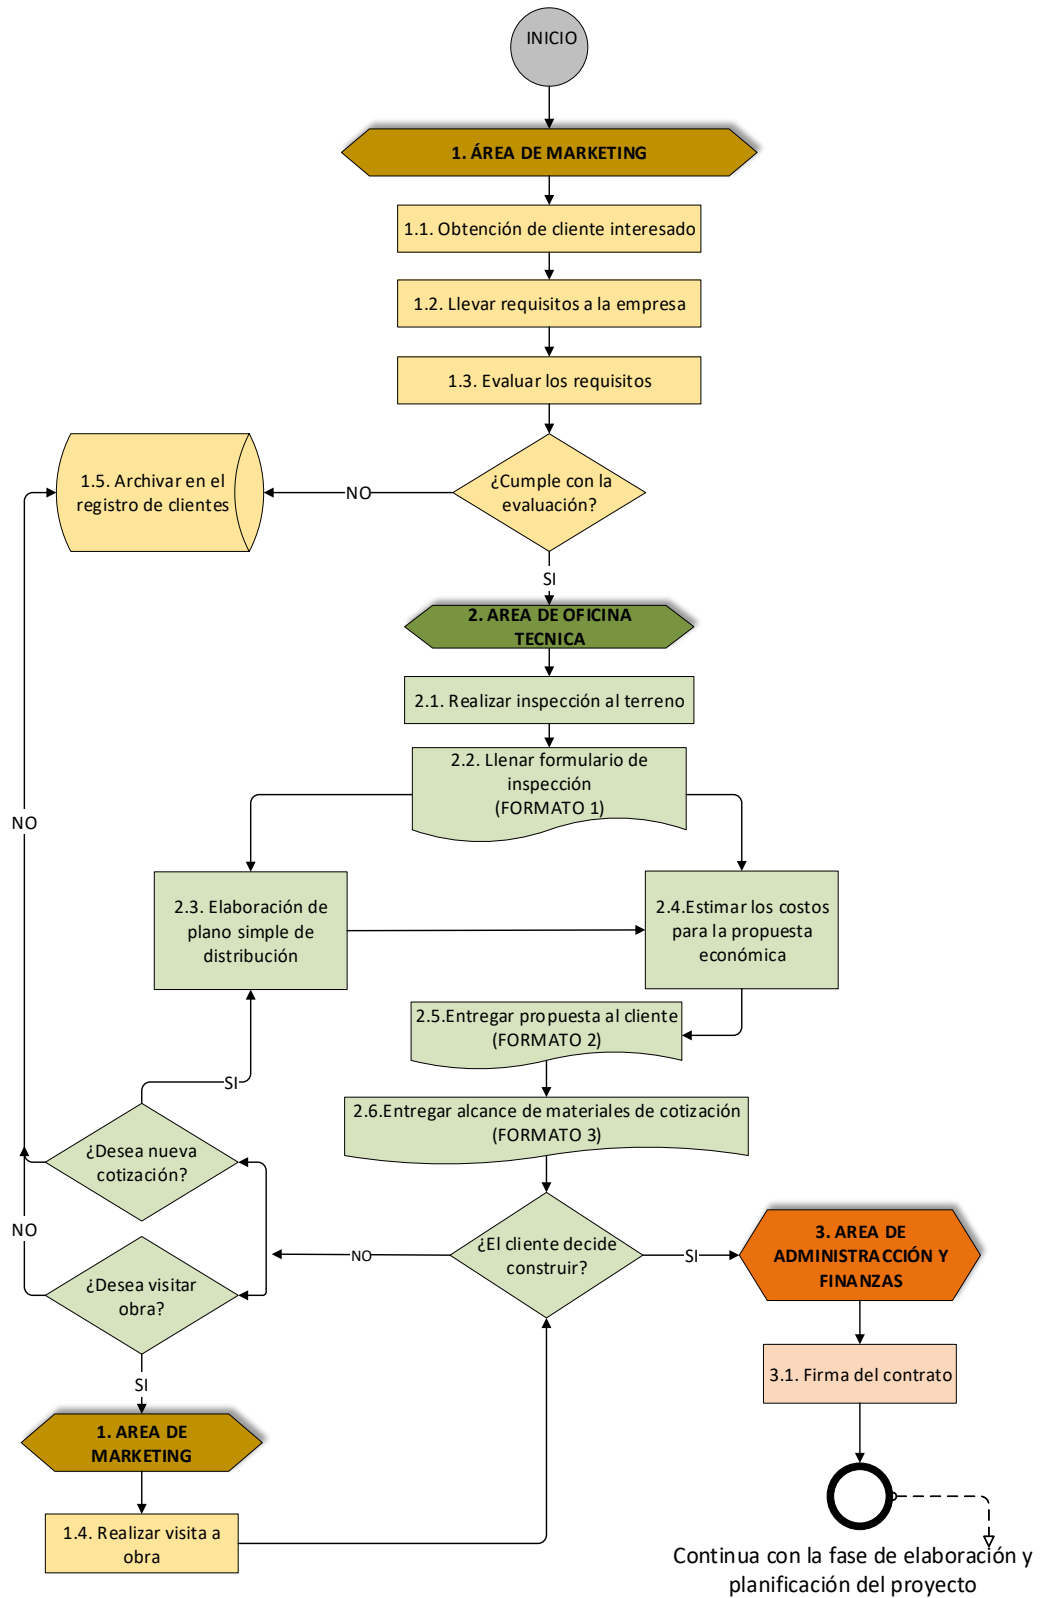 INICIO
1. ÁREA DE MARKETING
1.1. Obtención de cliente interesado
1.2. Llevar requisitos a la empresa
1.3. Evaluar los requisitos
¿Cumple con la
evaluación?
NO
1.5. Archivar en el
registro de clientes
SI
2. AREA DE OFICINA
TECNICA
2.1. Realizar inspección al terreno
2.2. Llenar formulario de
inspección
(FORMATO 1)
NO
2.3. Elaboración de
plano simple de
distribución
2.4.Estimar los costos
para la propuesta
económica
2.5.Entregar propuesta al cliente
(FORMATO 2)
SI
2.6.Entregar alcance de materiales de cotización
(FORMATO 3)
¿Desea nueva
cotización?
NO
¿El cliente decide
construir?
NO
SI
3. AREA DE
ADMINISTRACCIÓN Y
FINANZAS
¿Desea visitar
obra?
SI
3.1. Firma del contrato
1. AREA DE
MARKETING
1.4. Realizar visita a
obra
Continua con la fase de elaboración y
planificación del proyecto